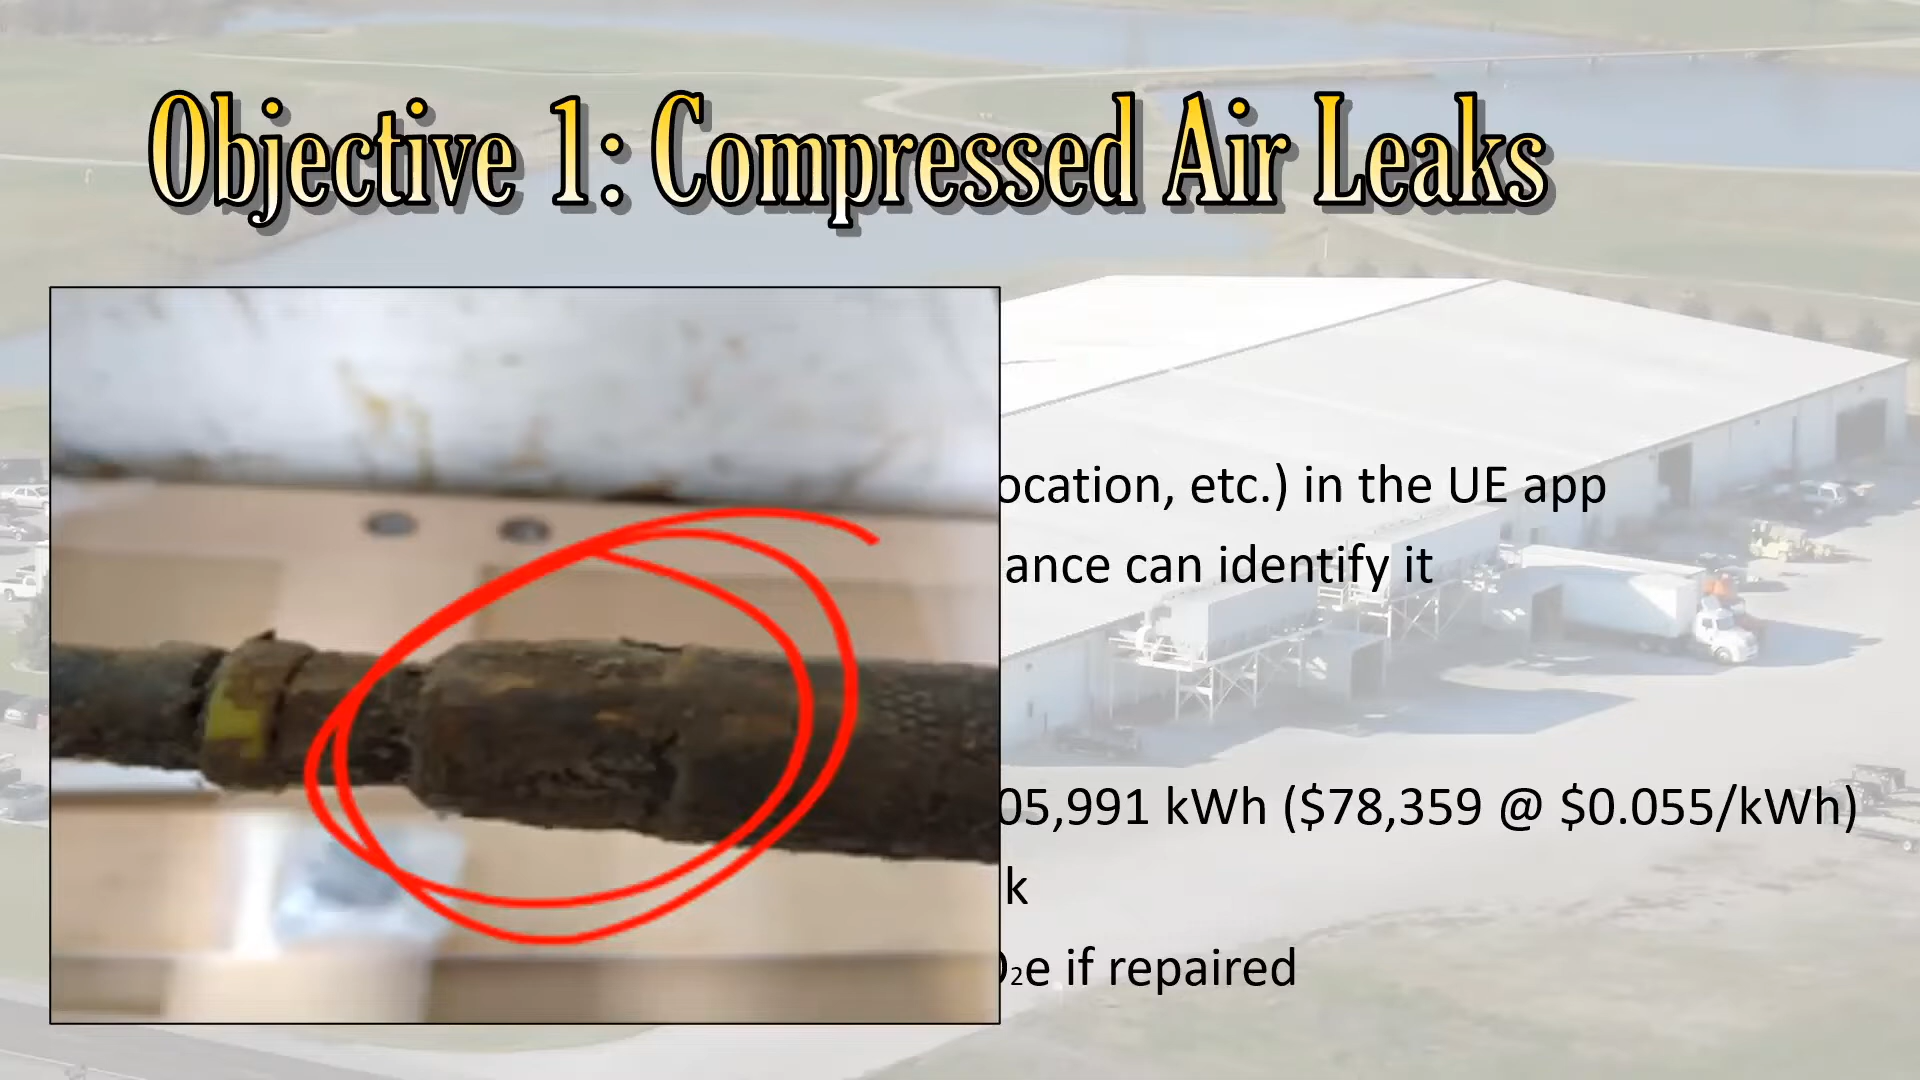 Objective 1: Compressed Air Leaks
ocation, etc.) in the UE app
ance can identify it
05,991 kWh ($78,359 @ $0.055/kWh)
k
₂e if repaired